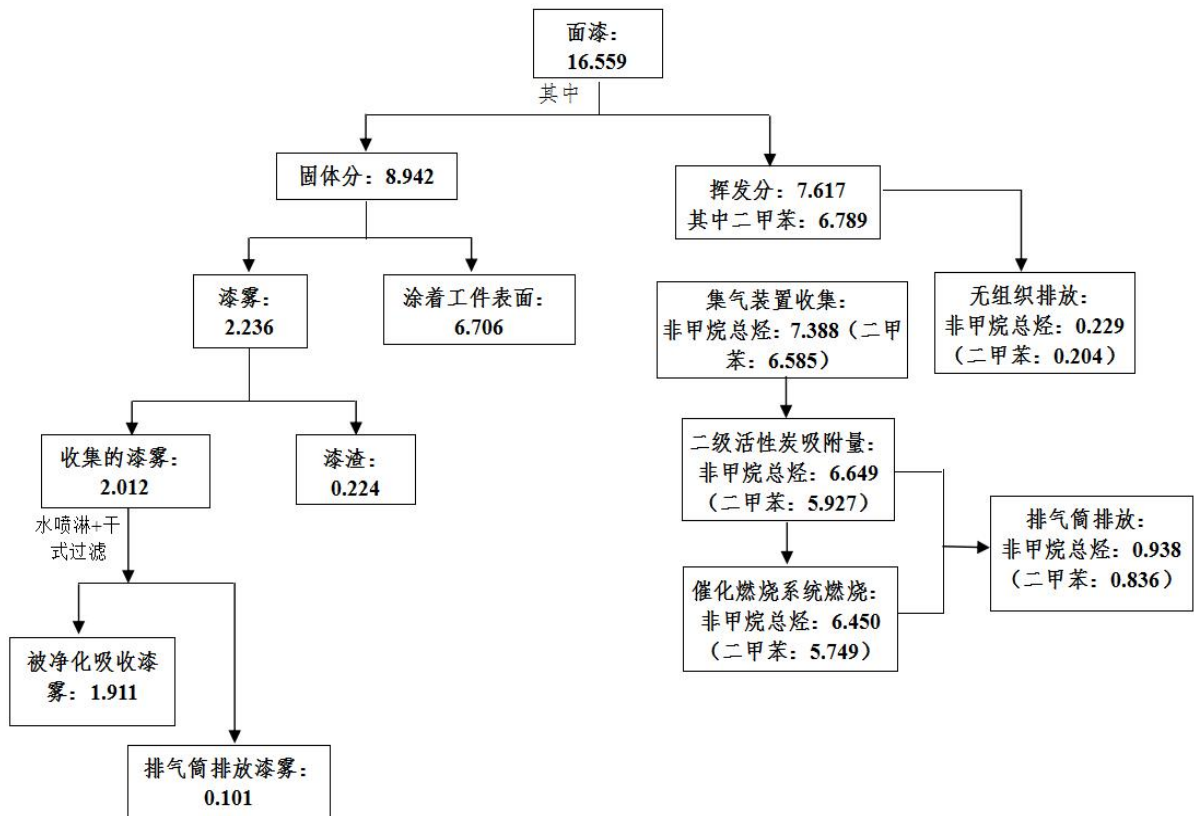 面漆：
16.559
其中
固体分：8.942
挥发分：7.617
其中二甲苯：6.789
漆雾：
2.236
涂着工件表面：
6.706
集气装置收集：
非甲烷总烃：7.388（二甲
苯：6.585）
无组织排放：
非甲烷总烃：0.229
（二甲苯：0.204）
收集的漆雾：
2.012
漆渣：
0.224
二级活性炭吸附量：
非甲烷总烃：6.649
（二甲苯：5.927）
水喷淋+干
式过滤
排气筒排放：
非甲烷总烃：0.938
（二甲苯：0.836）
催化燃烧系统燃烧：
非甲烷总烃：6.450
（二甲苯：5.749）
被净化吸收漆
雾：1.911
排气筒排放漆雾：
0.101